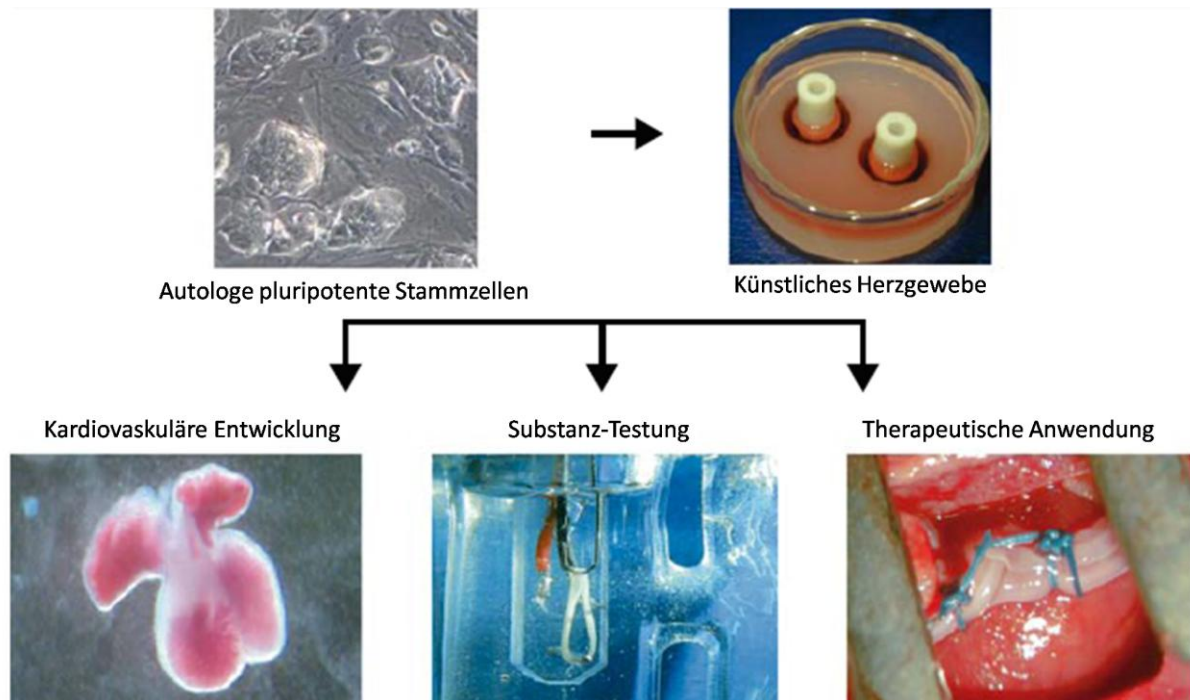 Autologe pluripotente Stammzellen
Künstliches Herzgewebe
Kardiovaskuläre Entwicklung
Substanz-Testung
Therapeutische Anwendung